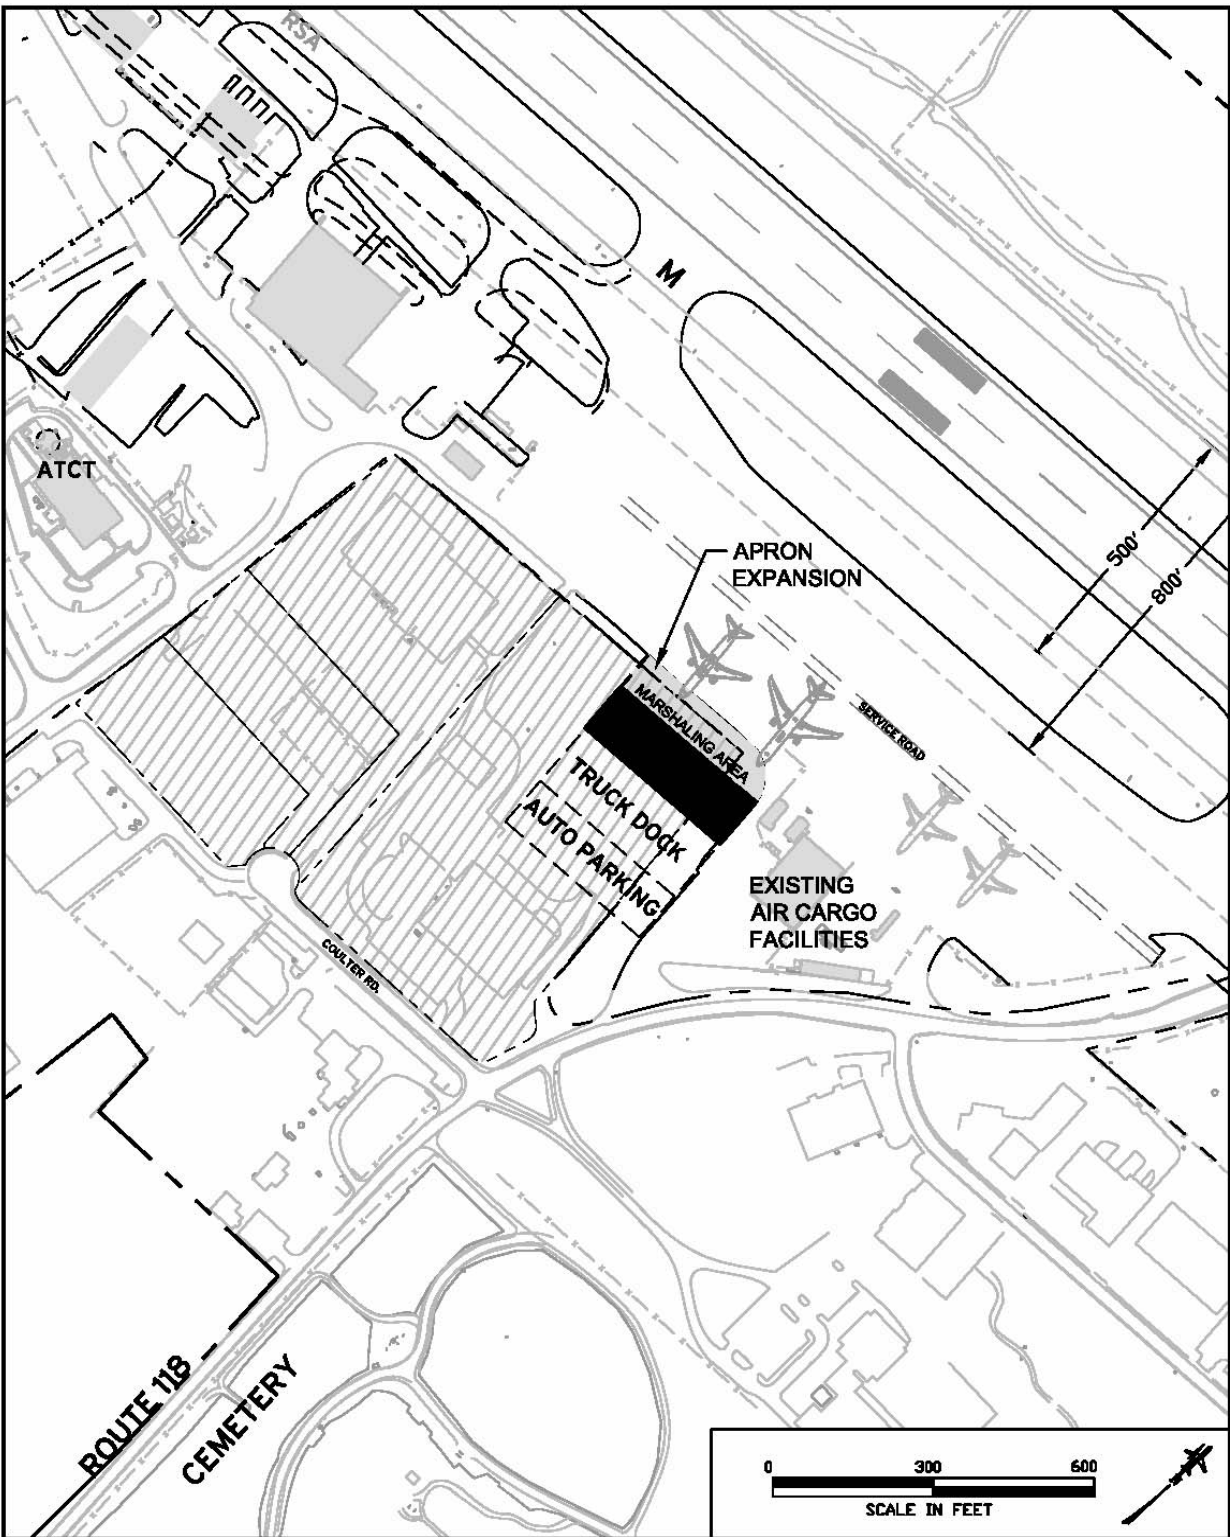 RSA
M
ATCT
500'
800'
APRON
EXPANSION
MARSHALING AREA
SERVICE ROAD
TRUCK DOCK
AUTO PARKING
EXISTING
AIR CARGO
FACILITIES
COULTER RD.
ROUTE 118
CEMETERY
0 300 600
SCALE IN FEET